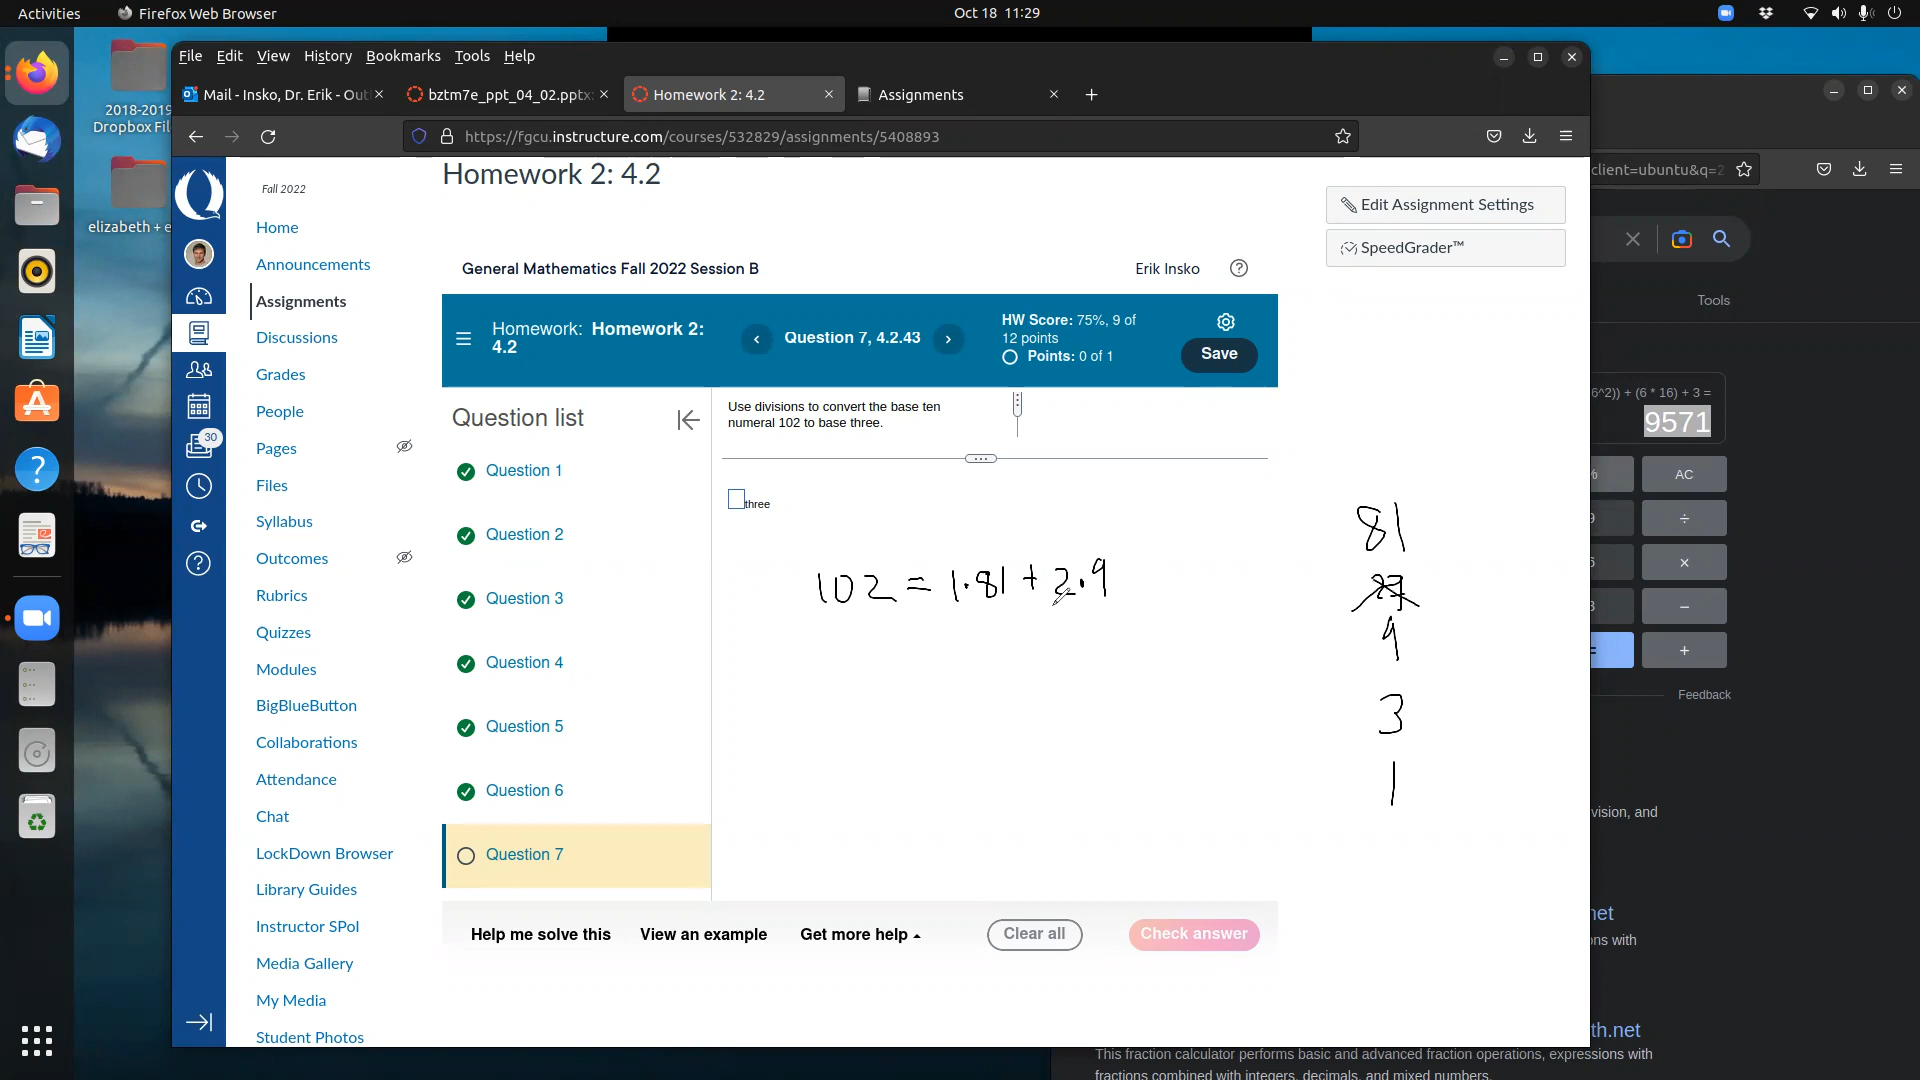 Activities
Firefox Web Browser
Oct 18 11:29
2018-2019
Dropbox Fil
elizabeth + e
File Edit View History Bookmarks Tools Help
Mail - Insko, Dr. Erik - Out
bztm7e_ppt_04_02.pptx
Homework 2: 4.2
Assignments
https://fgcu.instructure.com/courses/532829/assignments/5408893
client=ubuntu&q=2
Fall 2022
Home
Announcements
Assignments
Discussions
Grades
People
Pages
Files
Syllabus
Outcomes
Rubrics
Quizzes
Modules
BigBlueButton
Collaborations
Attendance
Chat
LockDown Browser
Library Guides
Instructor SPol
Media Gallery
My Media
Student Photos
30
Homework 2: 4.2
Edit Assignment Settings
SpeedGrader™
General Mathematics Fall 2022 Session B
Erik Insko
Homework: Homework 2:
4.2
Question 7, 4.2.43
HW Score: 75%, 9 of
12 points
Points: 0 of 1
Save
Question list
Question 1
Question 2
Question 3
Question 4
Question 5
Question 6
Question 7
Use divisions to convert the base ten
numeral 102 to base three.
three
102 = 1·81 + 2·9
81
27
9
3
1
Help me solve this
View an example
Get more help
Clear all
Check answer
Tools
6^2)) + (6 * 16) + 3 =
9571
%
AC
9
÷
6
×
3
−
=
+
Feedback
vision, and
net
ons with
th.net
This fraction calculator performs basic and advanced fraction operations, expressions with
fractions combined with integers, decimals, and mixed numbers.